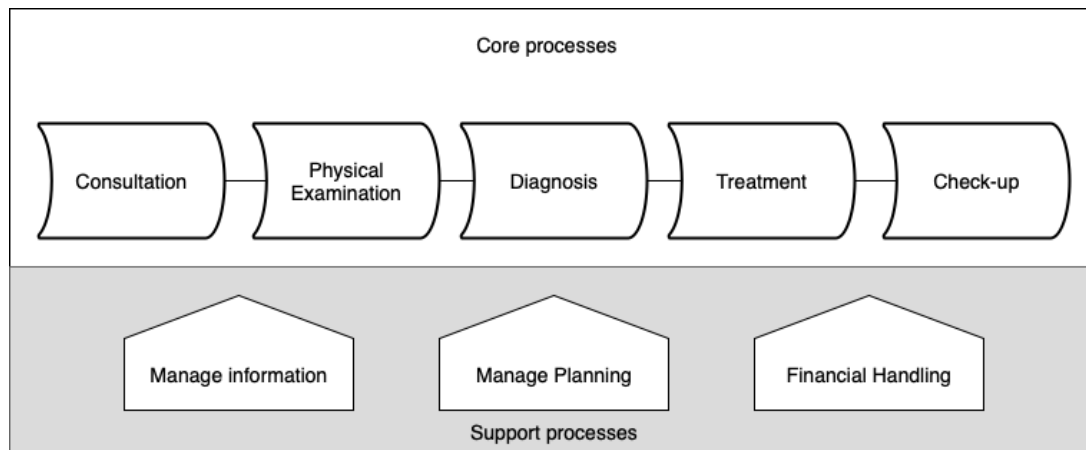 Core processes
Consultation
Physical
Examination
Diagnosis
Treatment
Check-up
Manage information
Manage Planning
Financial Handling
Support processes